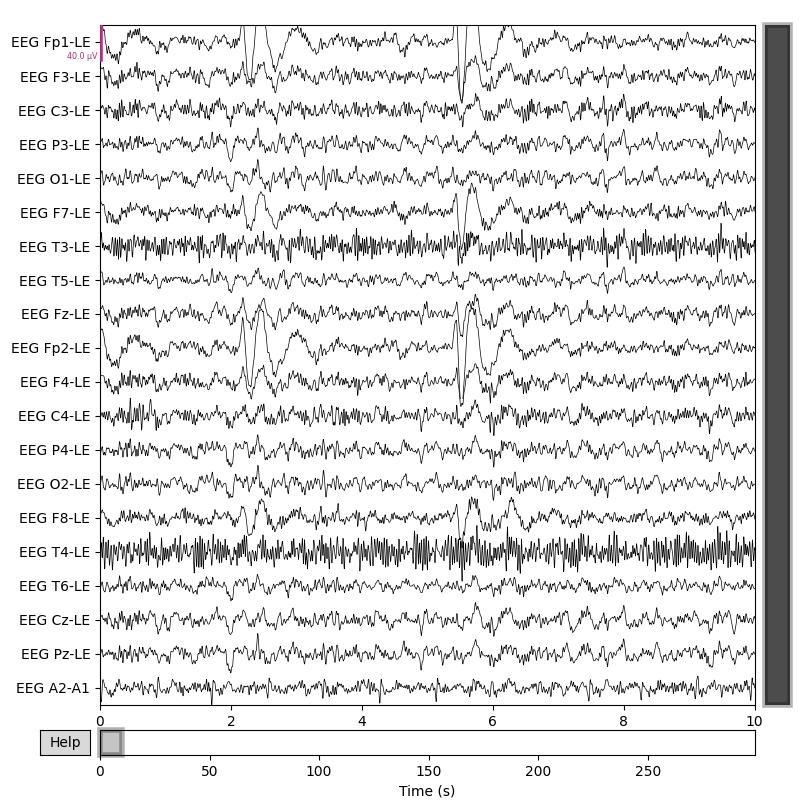 EEG Fp1-LE
40.0 µV
EEG F3-LE
EEG C3-LE
EEG P3-LE
EEG O1-LE
EEG F7-LE
EEG T3-LE
EEG T5-LE
EEG Fz-LE
EEG Fp2-LE
EEG F4-LE
EEG C4-LE
EEG P4-LE
EEG O2-LE
EEG F8-LE
EEG T4-LE
EEG T6-LE
EEG Cz-LE
EEG Pz-LE
EEG A2-A1
0 2 4 6 8 10
Help
0 50 100 150 200 250
Time (s)